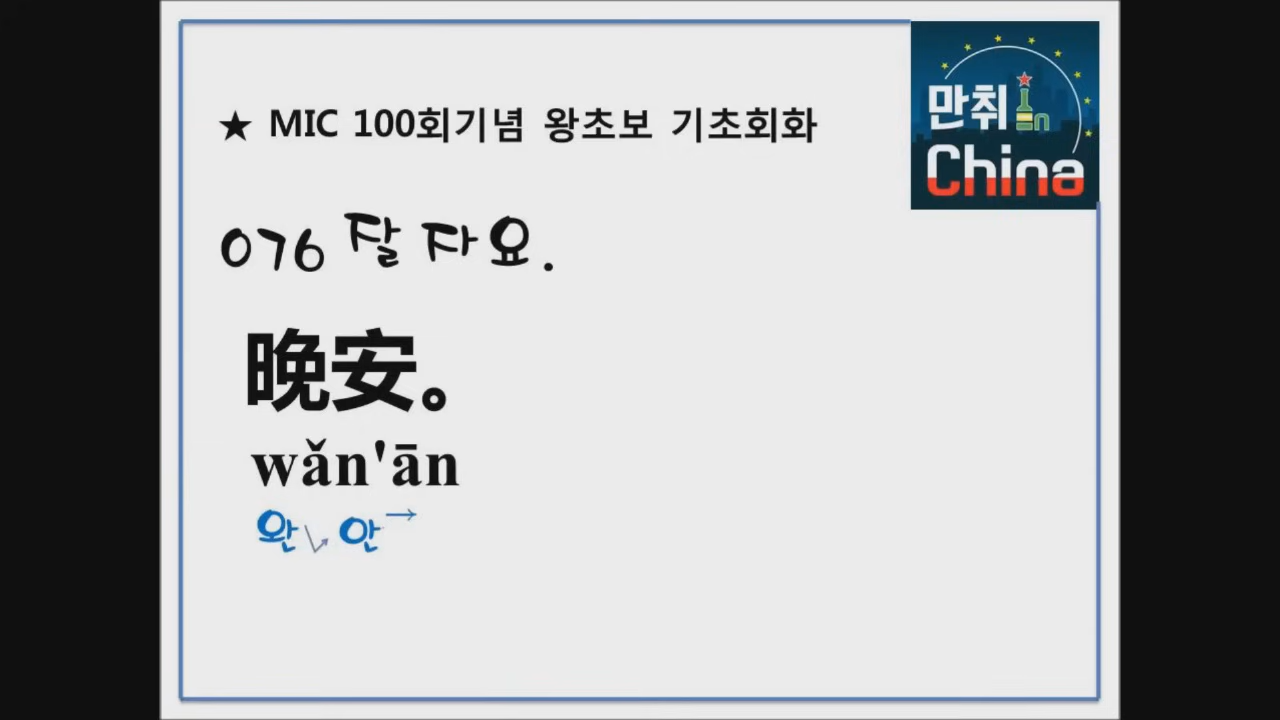 ★ MIC 100회기념 왕초보 기초회화
만취 in
China
076 잘 자요.
晚安。
wǎn'ān
완 안 →